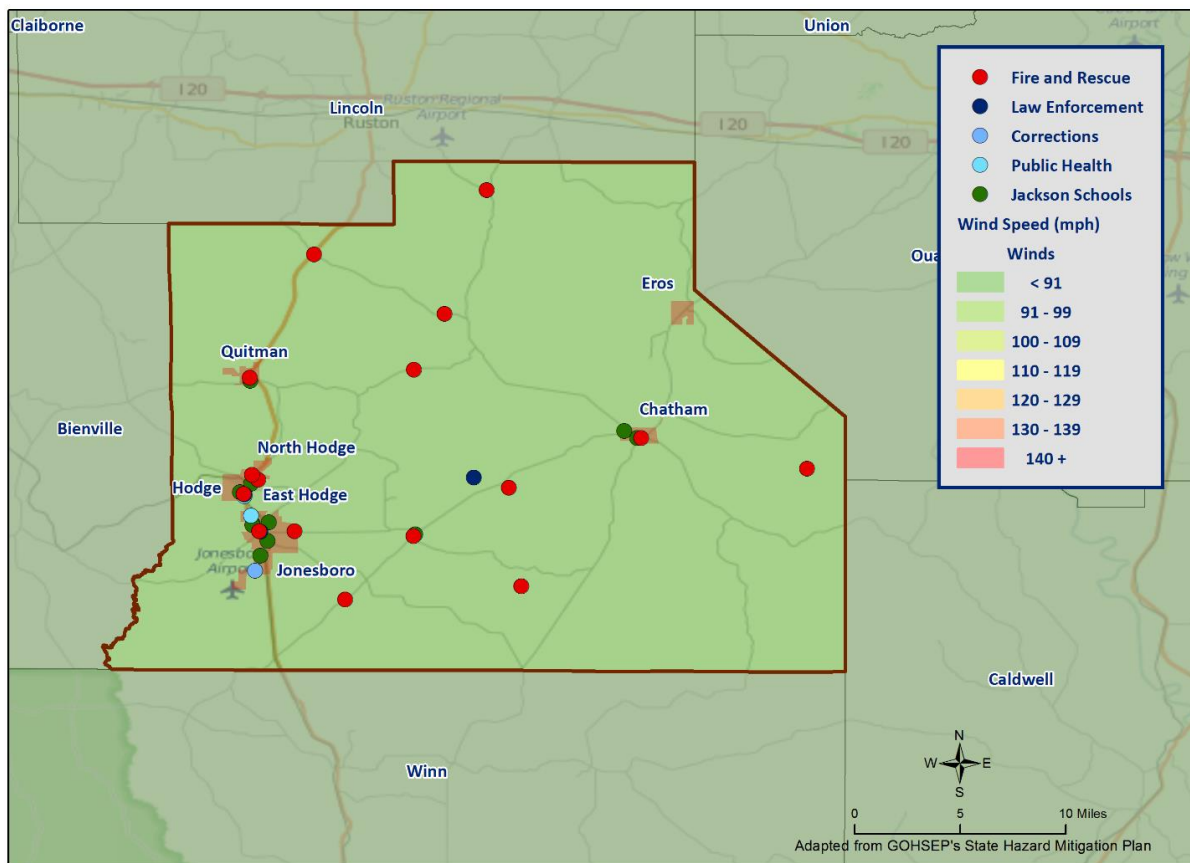 Claiborne
Union
I 20
Lincoln
Ruston Regional
Airport
Ruston
I 20
I 20
Fire and Rescue
Law Enforcement
Corrections
Public Health
Jackson Schools
Wind Speed (mph)
Winds
< 91
91 - 99
100 - 109
110 - 119
120 - 129
130 - 139
140 +
Eros
Quitman
Chatham
Bienville
North Hodge
Hodge
East Hodge
Airport
Jonesboro
Caldwell
Winn
N
W
E
S
0
5
10 Miles
Adapted from GOHSEP's State Hazard Mitigation Plan